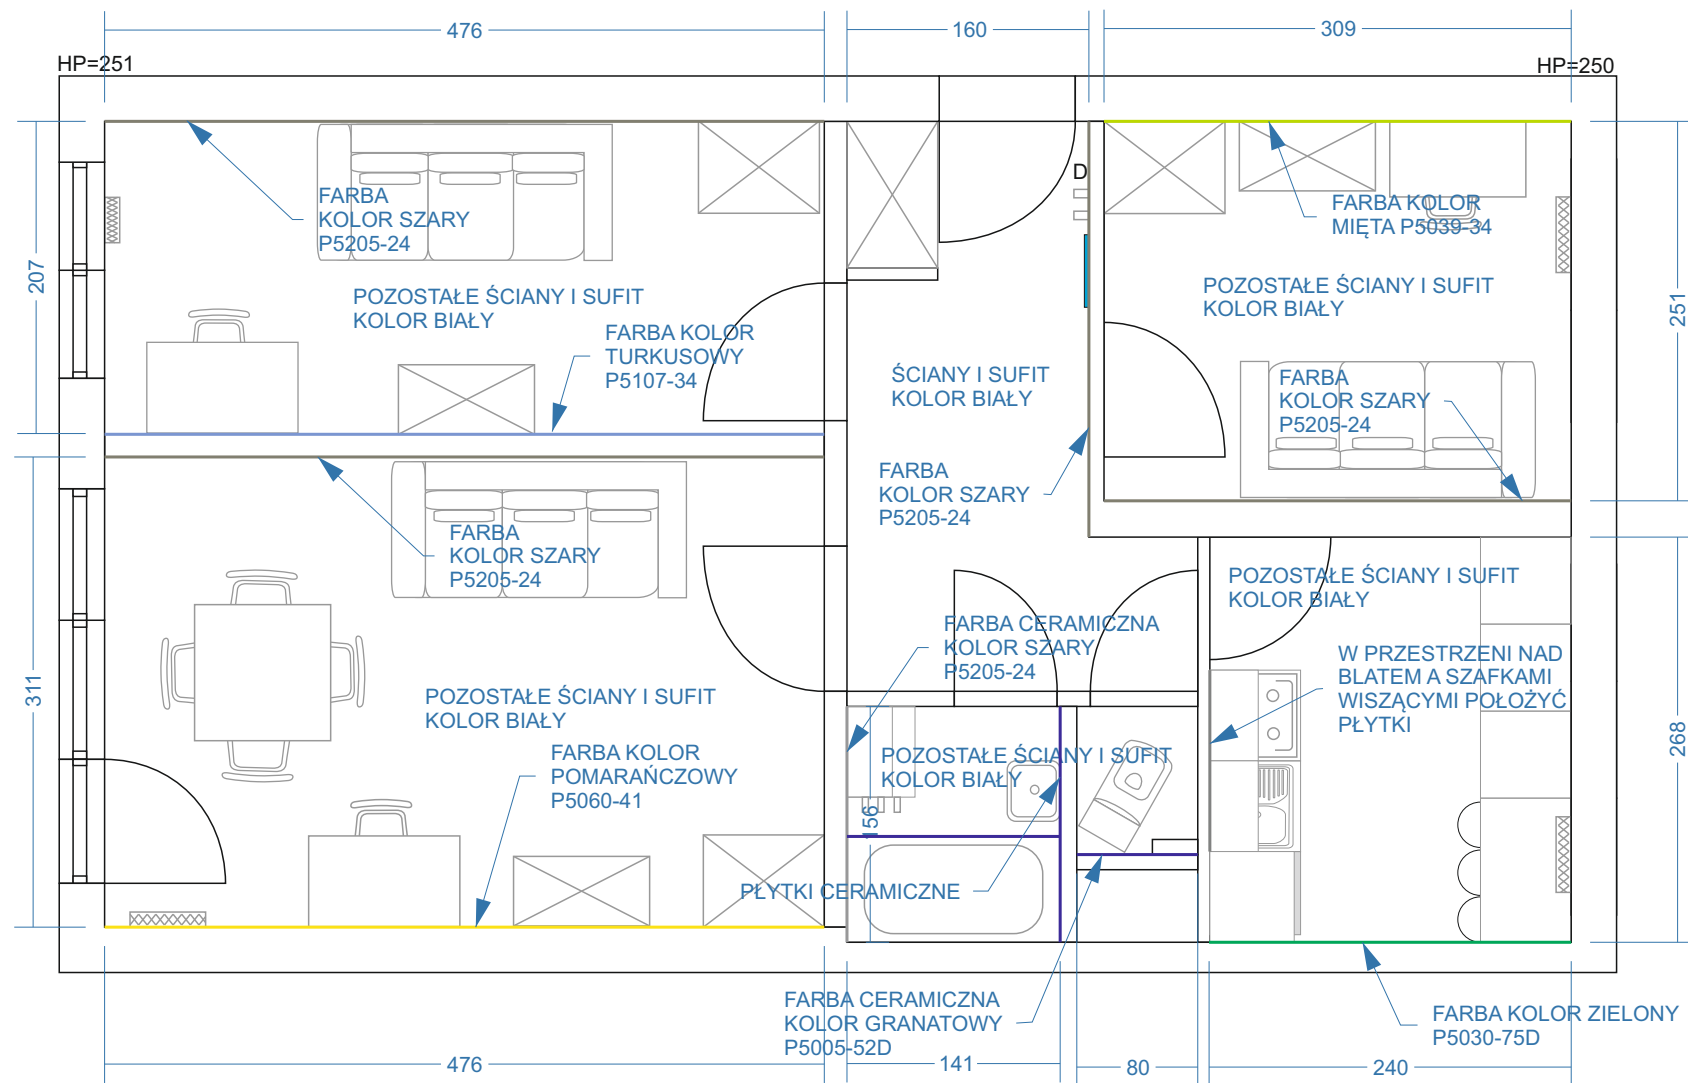 476
160
309
HP=251
HP=250
207
FARBA
KOLOR SZARY
P5205-24
D
FARBA KOLOR
MIĘTA P5039-34
251
POZOSTAŁE ŚCIANY I SUFIT
KOLOR BIAŁY
POZOSTAŁE ŚCIANY I SUFIT
KOLOR BIAŁY
FARBA KOLOR
TURKUSOWY
P5107-34
ŚCIANY I SUFIT
KOLOR BIAŁY
FARBA
KOLOR SZARY
P5205-24
FARBA
KOLOR SZARY
P5205-24
FARBA
KOLOR SZARY
P5205-24
POZOSTAŁE ŚCIANY I SUFIT
KOLOR BIAŁY
FARBA CERAMICZNA
KOLOR SZARY
P5205-24
W PRZESTRZENI NAD
BLATEM A SZAFKAMI
WISZĄCYMI POŁOŻYĆ
PŁYTKI
311
POZOSTAŁE ŚCIANY I SUFIT
KOLOR BIAŁY
268
FARBA KOLOR
POMARAŃCZOWY
P5060-41
POZOSTAŁE ŚCIANY I SUFIT
KOLOR BIAŁY
156
PŁYTKI CERAMICZNE
FARBA CERAMICZNA
KOLOR GRANATOWY
P5005-52D
FARBA KOLOR ZIELONY
P5030-75D
476
141
80
240